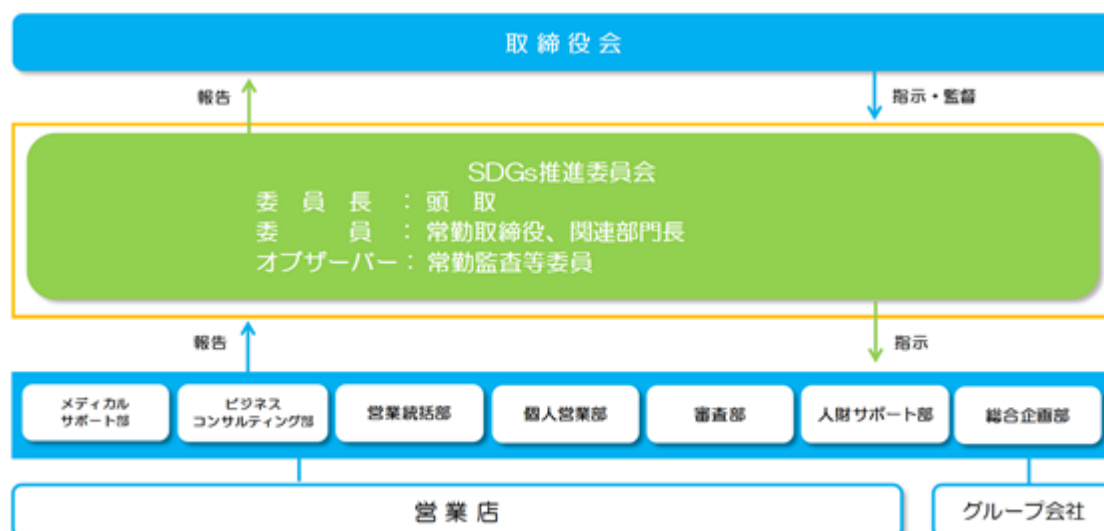 取締役会
報告
指示・監督
SDGs推進委員会
委員長：頭取
委員：常勤取締役、関連部門長
オブザーバー：常勤監査等委員
報告
指示
メディカル
サポート部
ビジネス
コンサルティング部
営業統括部
個人営業部
審査部
人財サポート部
総合企画部
営業店
グループ会社